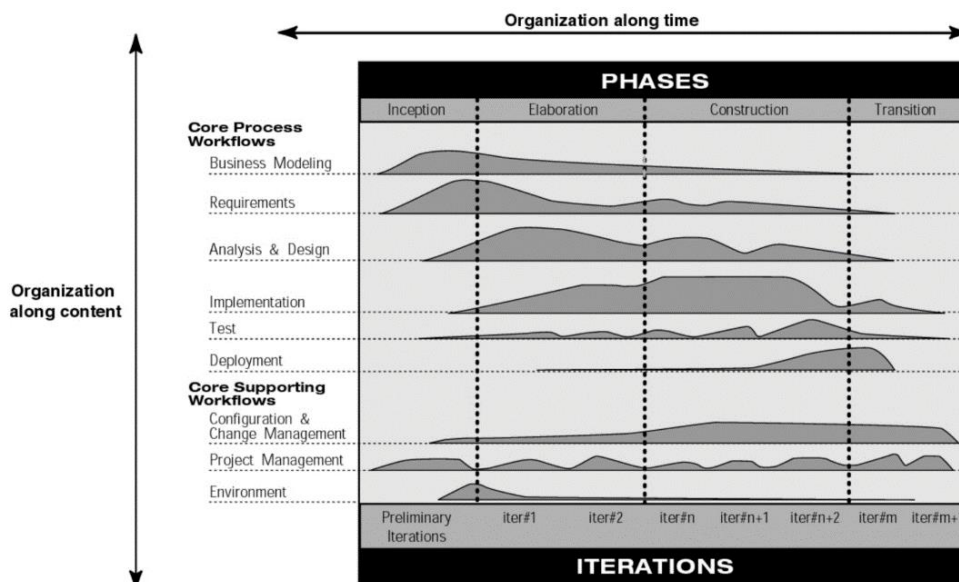 Organization along time
PHASES
Inception Elaboration Construction Transition
Core Process
Workflows
Business Modeling
Requirements
Analysis & Design
Implementation
Test
Deployment
Core Supporting
Workflows
Configuration &
Change Management
Project Management
Environment
Organization
along content
Preliminary
Iterations
iter#1 iter#2 iter#n iter#n+1 iter#n+2 iter#m iter#m+
ITERATIONS